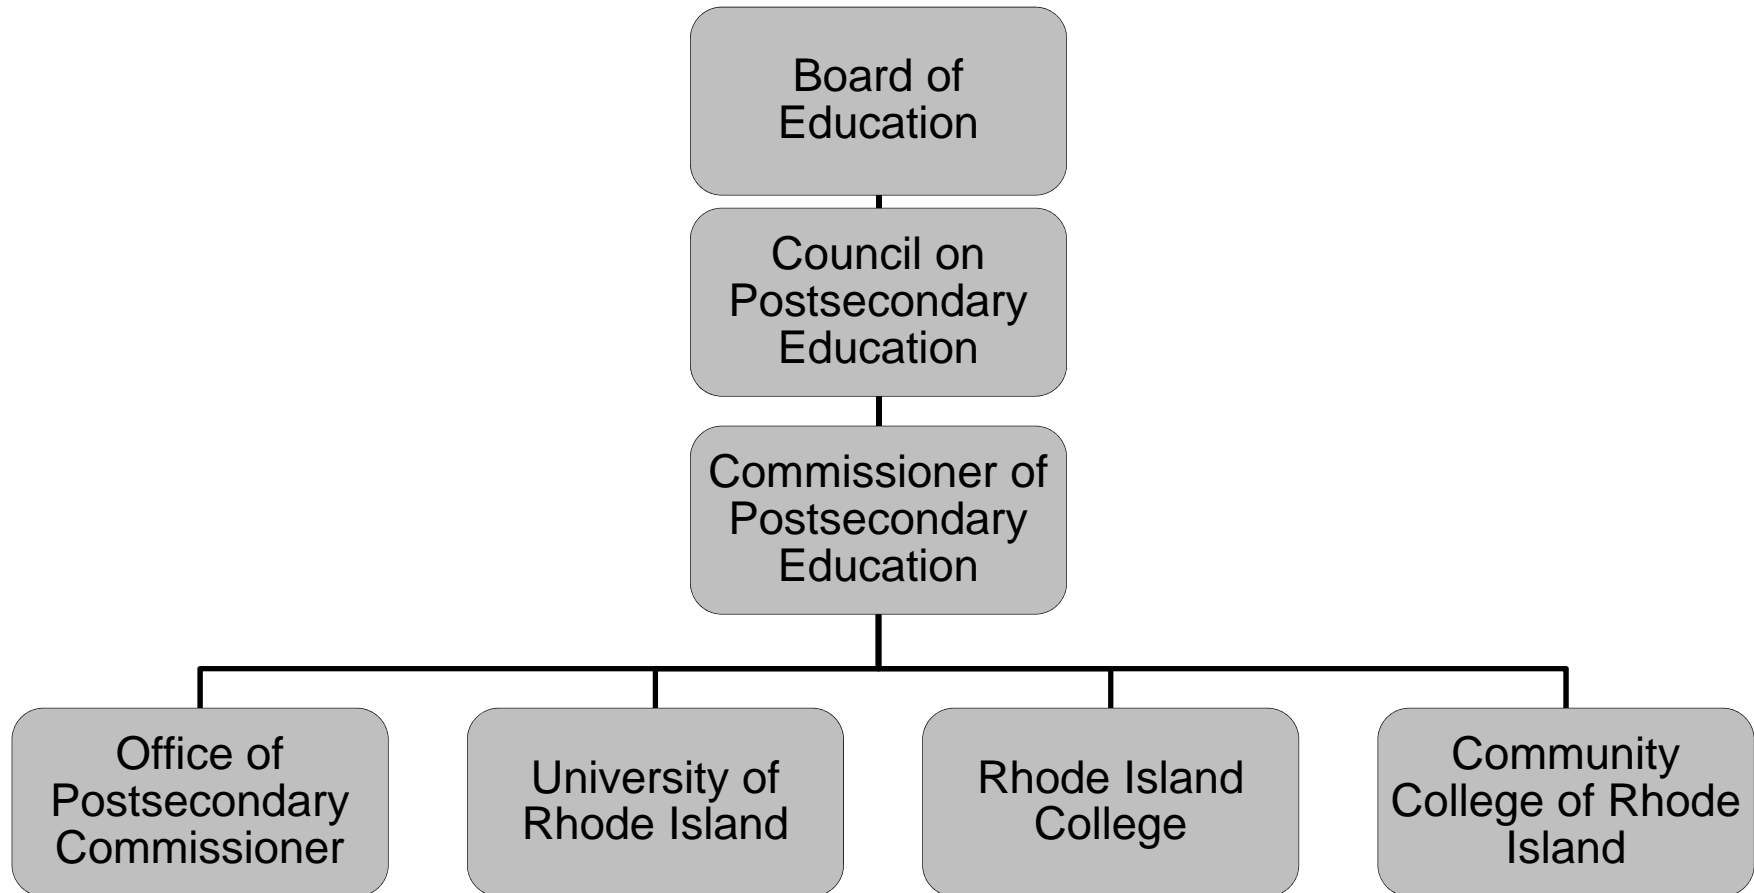 Board of
Education
Council on
Postsecondary
Education
Commissioner of
Postsecondary
Education
Office of
Postsecondary
Commissioner
University of
Rhode Island
Rhode Island
College
Community
College of Rhode
Island